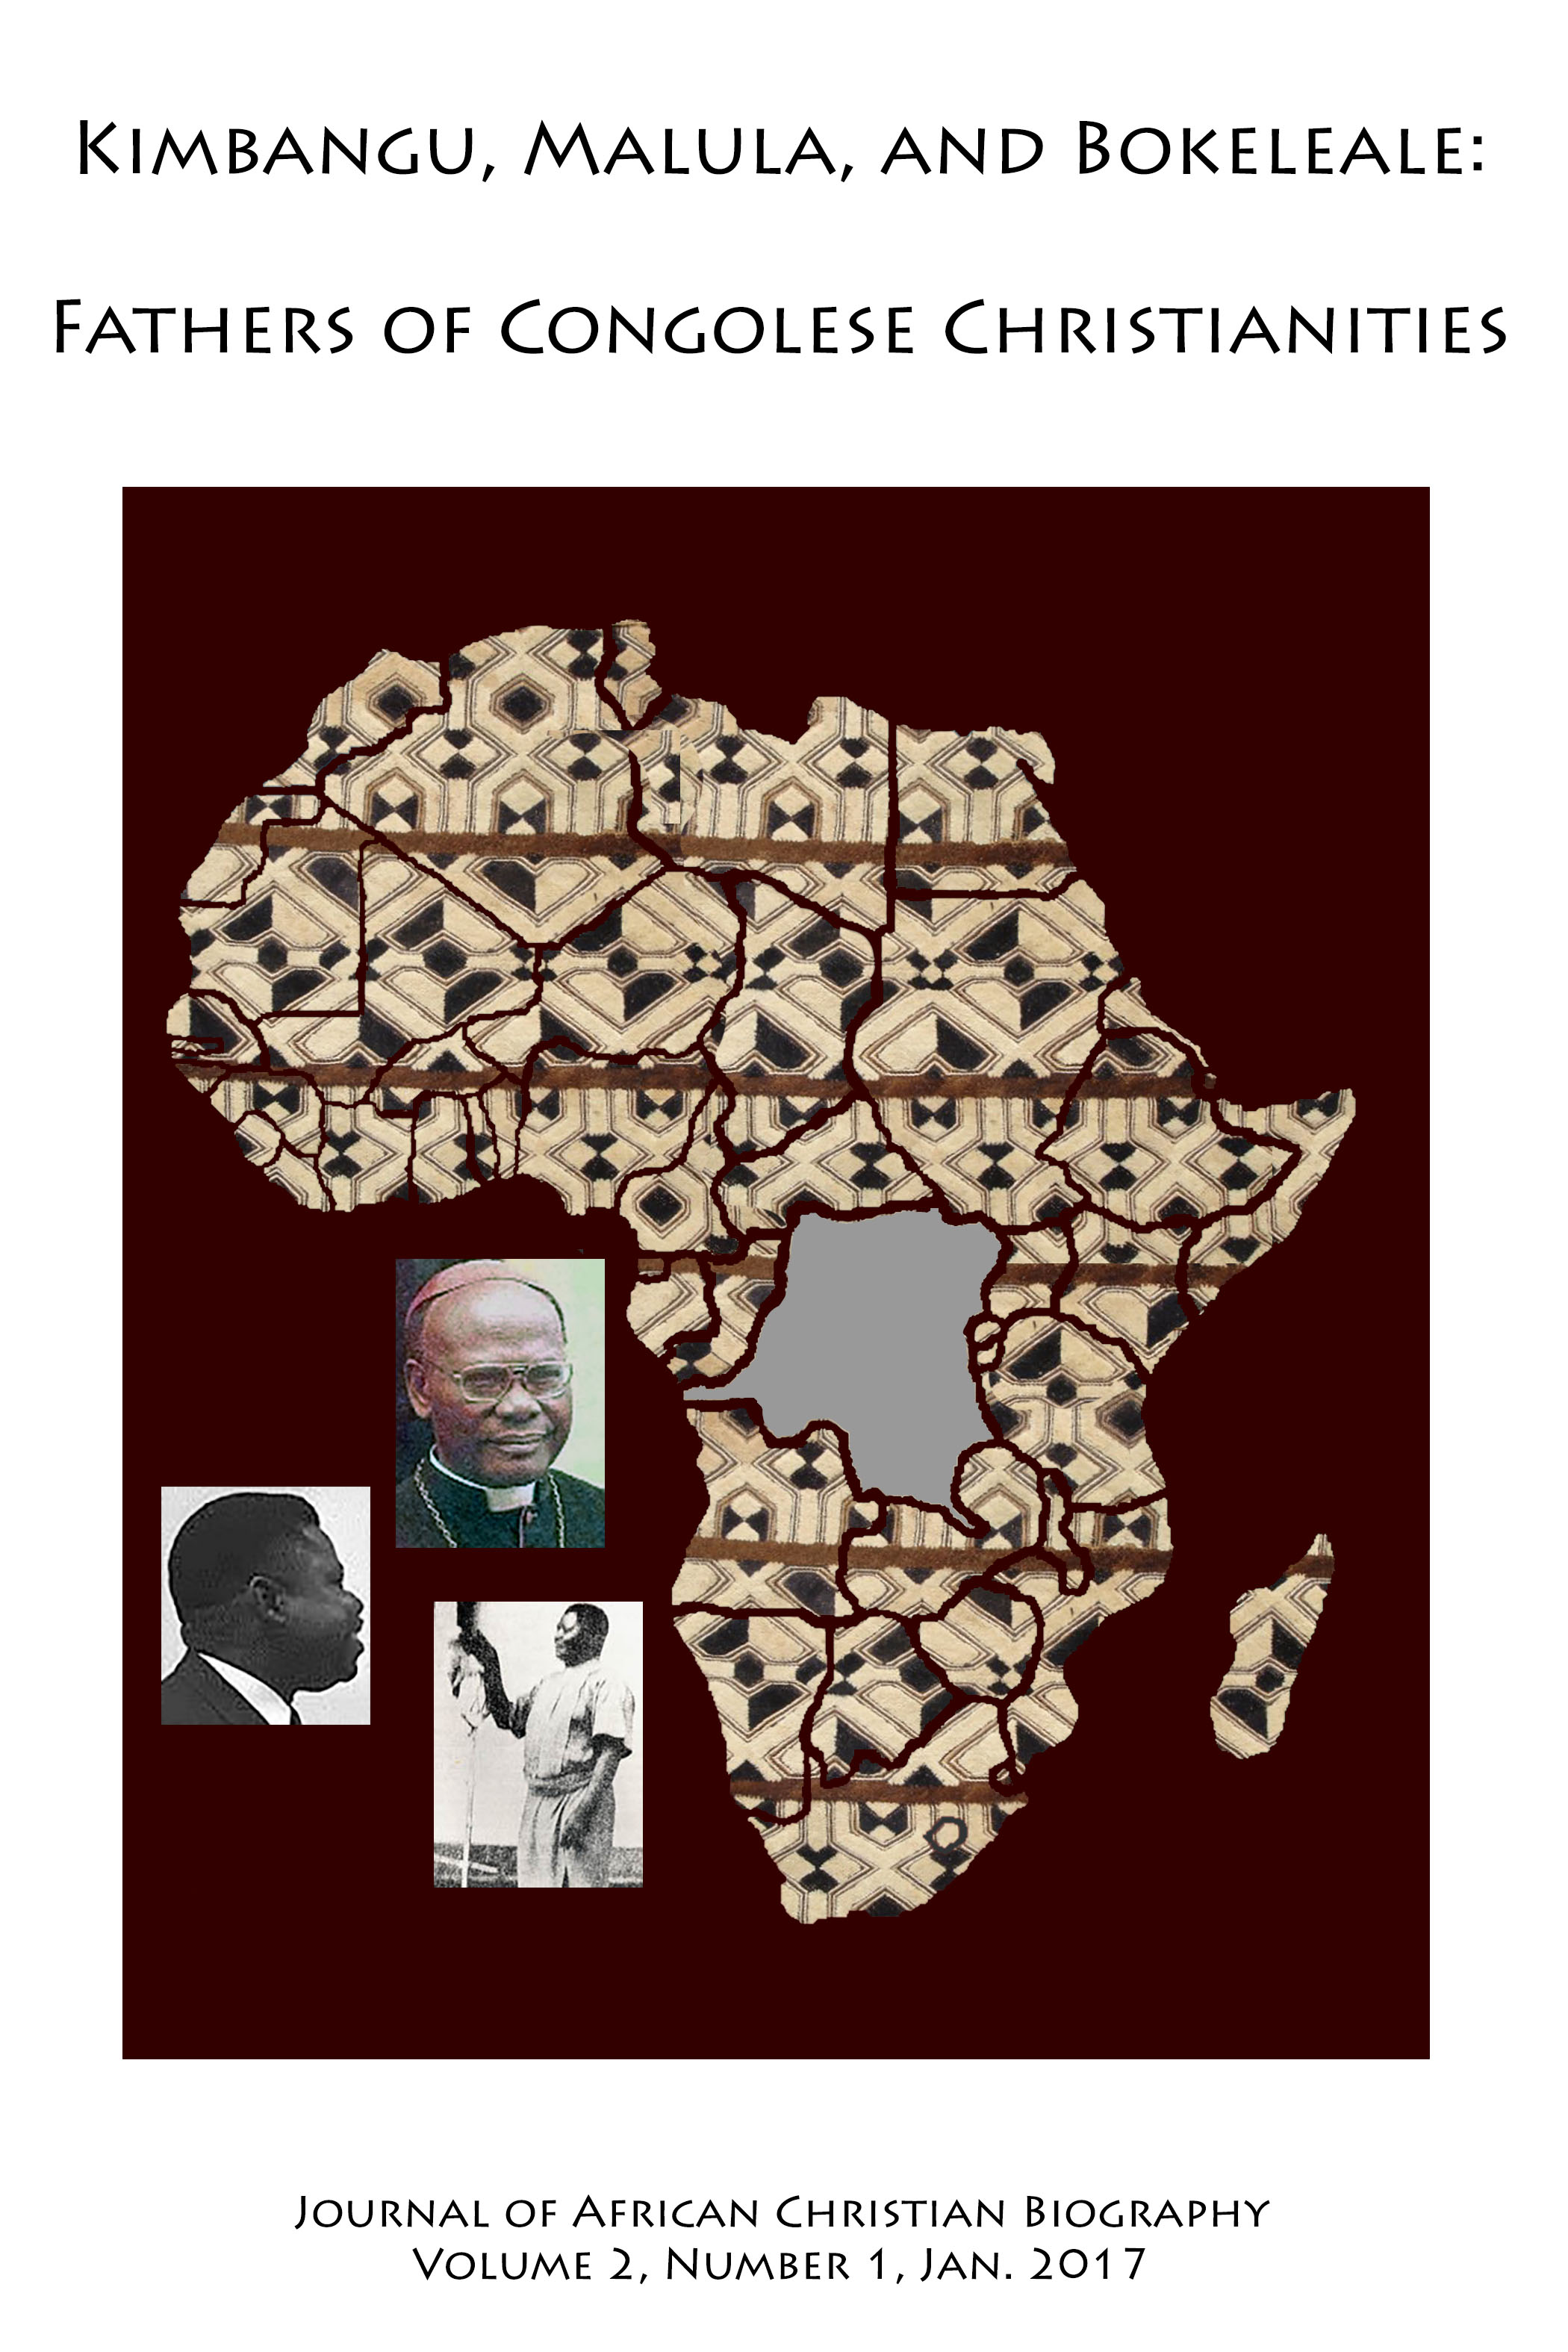 Kimbangu, Malula, and Bokeleale:
Fathers of Congolese Christianities
Journal of African Christian Biography
Volume 2, Number 1, Jan. 2017